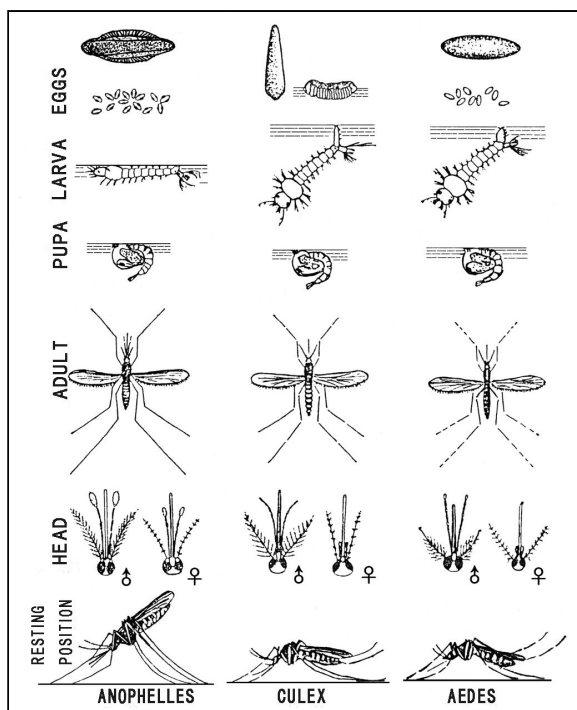 EGGS
LARVA
PUPA
ADULT
HEAD
♂ ♀ ♂ ♀ ♂ ♀
RESTING
POSITION
ANOPHELLES CULEX AEDES